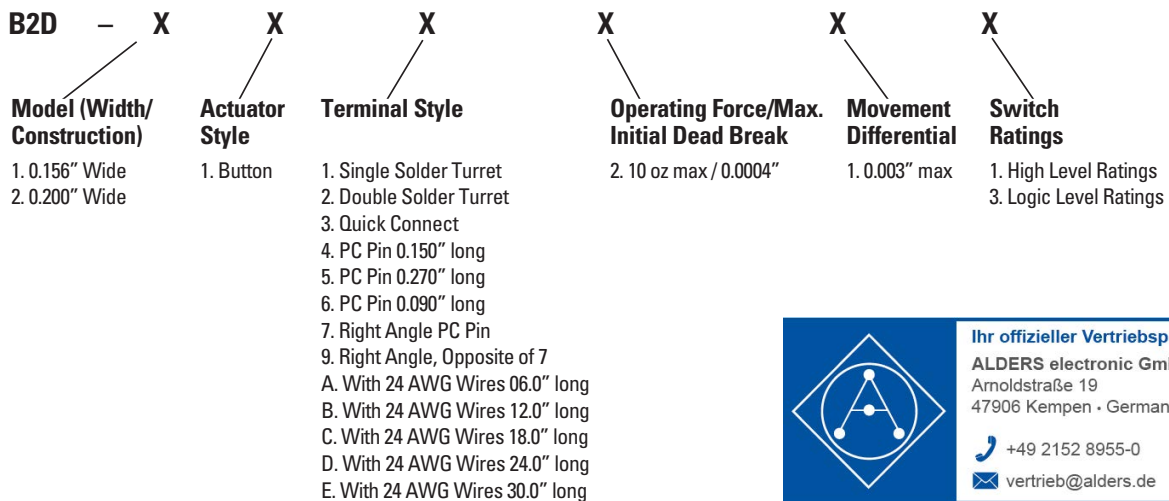 B2D – X X X X X X
Model (Width/
Construction)
1. 0.156" Wide
2. 0.200" Wide
Actuator
Style
1. Button
Terminal Style
1. Single Solder Turret
2. Double Solder Turret
3. Quick Connect
4. PC Pin 0.150" long
5. PC Pin 0.270" long
6. PC Pin 0.090" long
7. Right Angle PC Pin
9. Right Angle, Opposite of 7
A. With 24 AWG Wires 06.0" long
B. With 24 AWG Wires 12.0" long
C. With 24 AWG Wires 18.0" long
D. With 24 AWG Wires 24.0" long
E. With 24 AWG Wires 30.0" long
Operating Force/Max.
Initial Dead Break
2. 10 oz max / 0.0004"
Movement
Differential
1. 0.003" max
Switch
Ratings
1. High Level Ratings
3. Logic Level Ratings
Ihr offizieller
ALDERS electronic
Arnoldstraße 19
47906 Kempen •
+49 2152 8955-0
vertrieb@alders.de